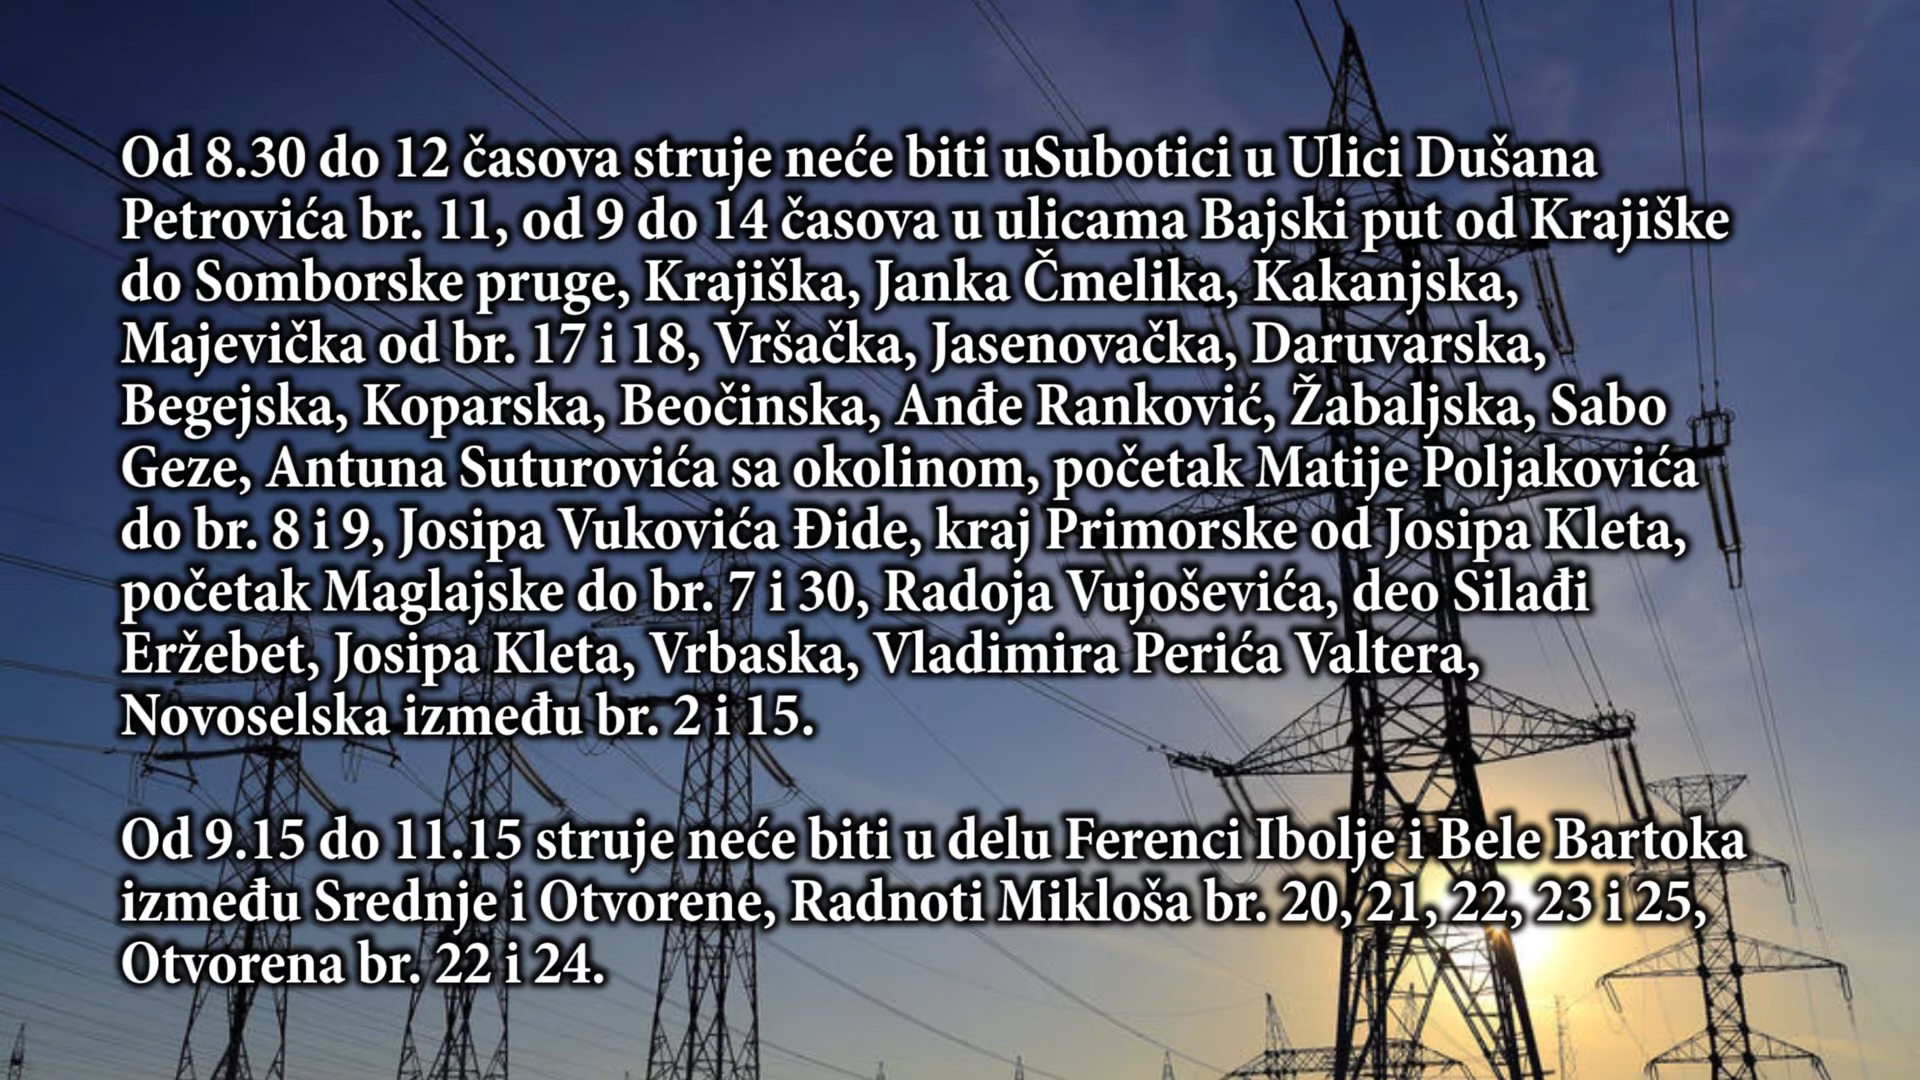 Od 8.30 do 12 časova struje neće biti uSubotici u Ulici Dušana
Petrovića br. 11, od 9 do 14 časova u ulicama Bajski put od Krajiške
do Somborske pruge, Krajiška, Janka Čmelika, Kakanjska,
Majevička od br. 17 i 18, Vršačka, Jasenovačka, Daruvarska,
Begejska, Koparska, Beočinska, Anđe Ranković, Žabaljska, Sabo
Geze, Antuna Suturovića sa okolinom, početak Matije Poljakovića
do br. 8 i 9, Josipa Vukovića Đide, kraj Primorske od Josipa Kleta,
početak Maglajske do br. 7 i 30, Radoja Vujoševića, deo Silađi
Eržebet, Josipa Kleta, Vrbaska, Vladimira Perića Valtera,
Novoselska između br. 2 i 15.
Od 9.15 do 11.15 struje neće biti u delu Ferenci Ibolje i Bele Bartoka
između Srednje i Otvorene, Radnoti Mikloša br. 20, 21, 22, 23 i 25,
Otvorena br. 22 i 24.